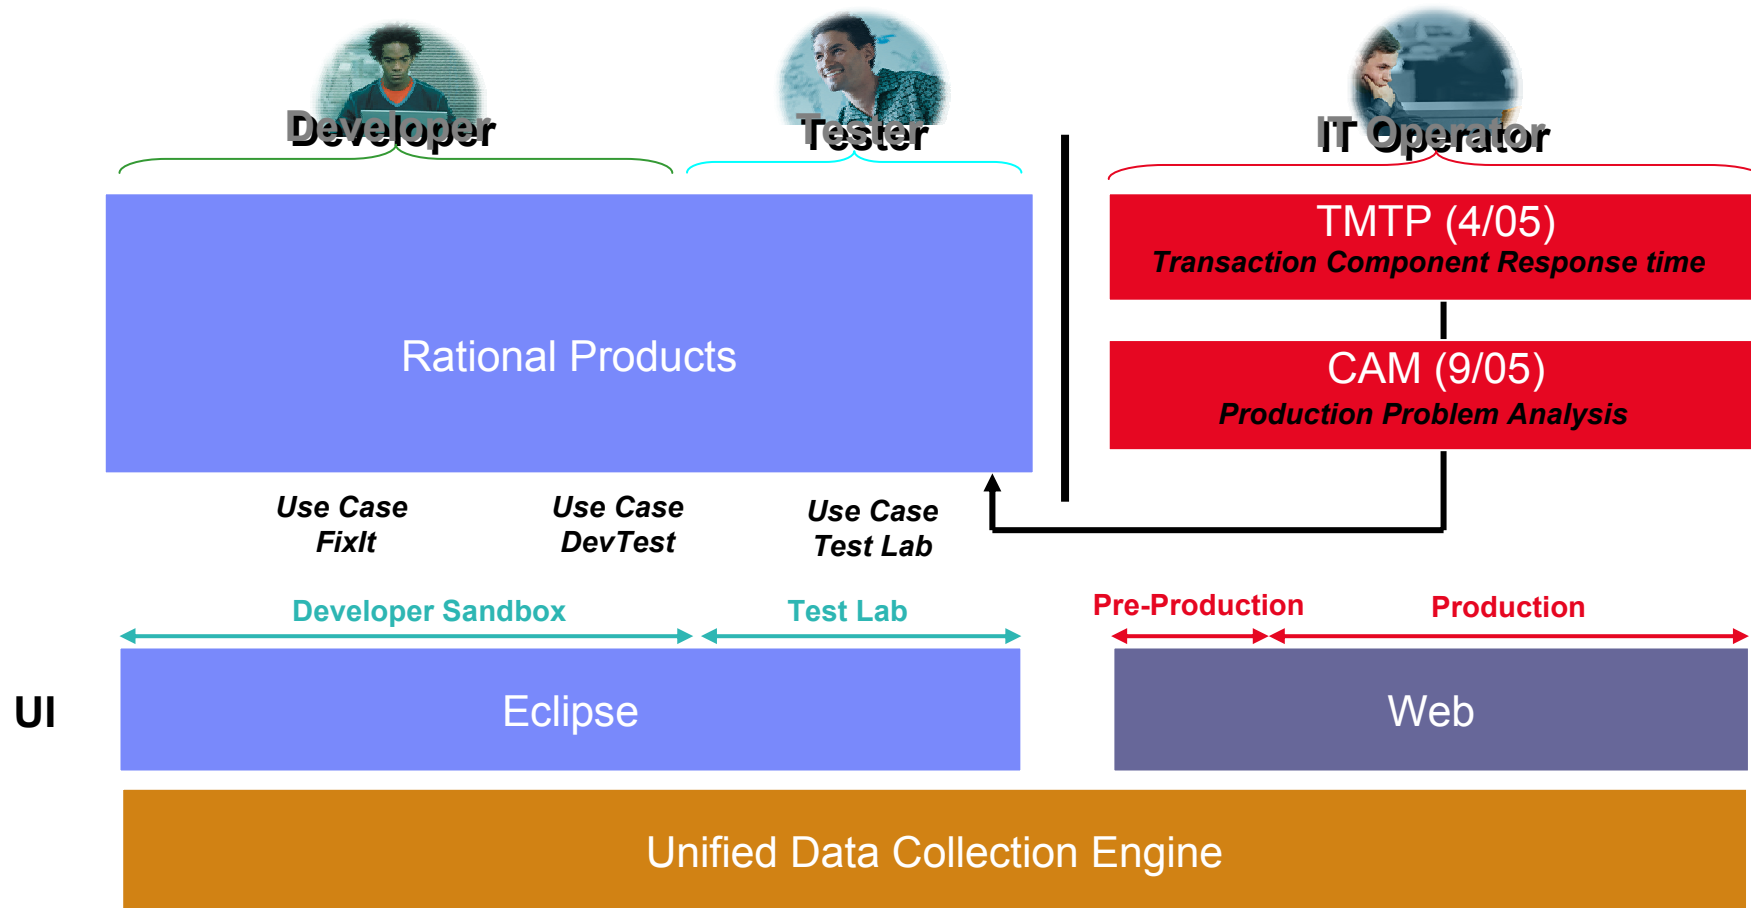 Developer
Tester
IT Operator
TMTP (4/05)
Transaction Component Response time
Rational Products
CAM (9/05)
Production Problem Analysis
Use Case
FixIt
Use Case
DevTest
Use Case
Test Lab
Developer Sandbox
Test Lab
Pre-Production
Production
UI
Eclipse
Web
Unified Data Collection Engine